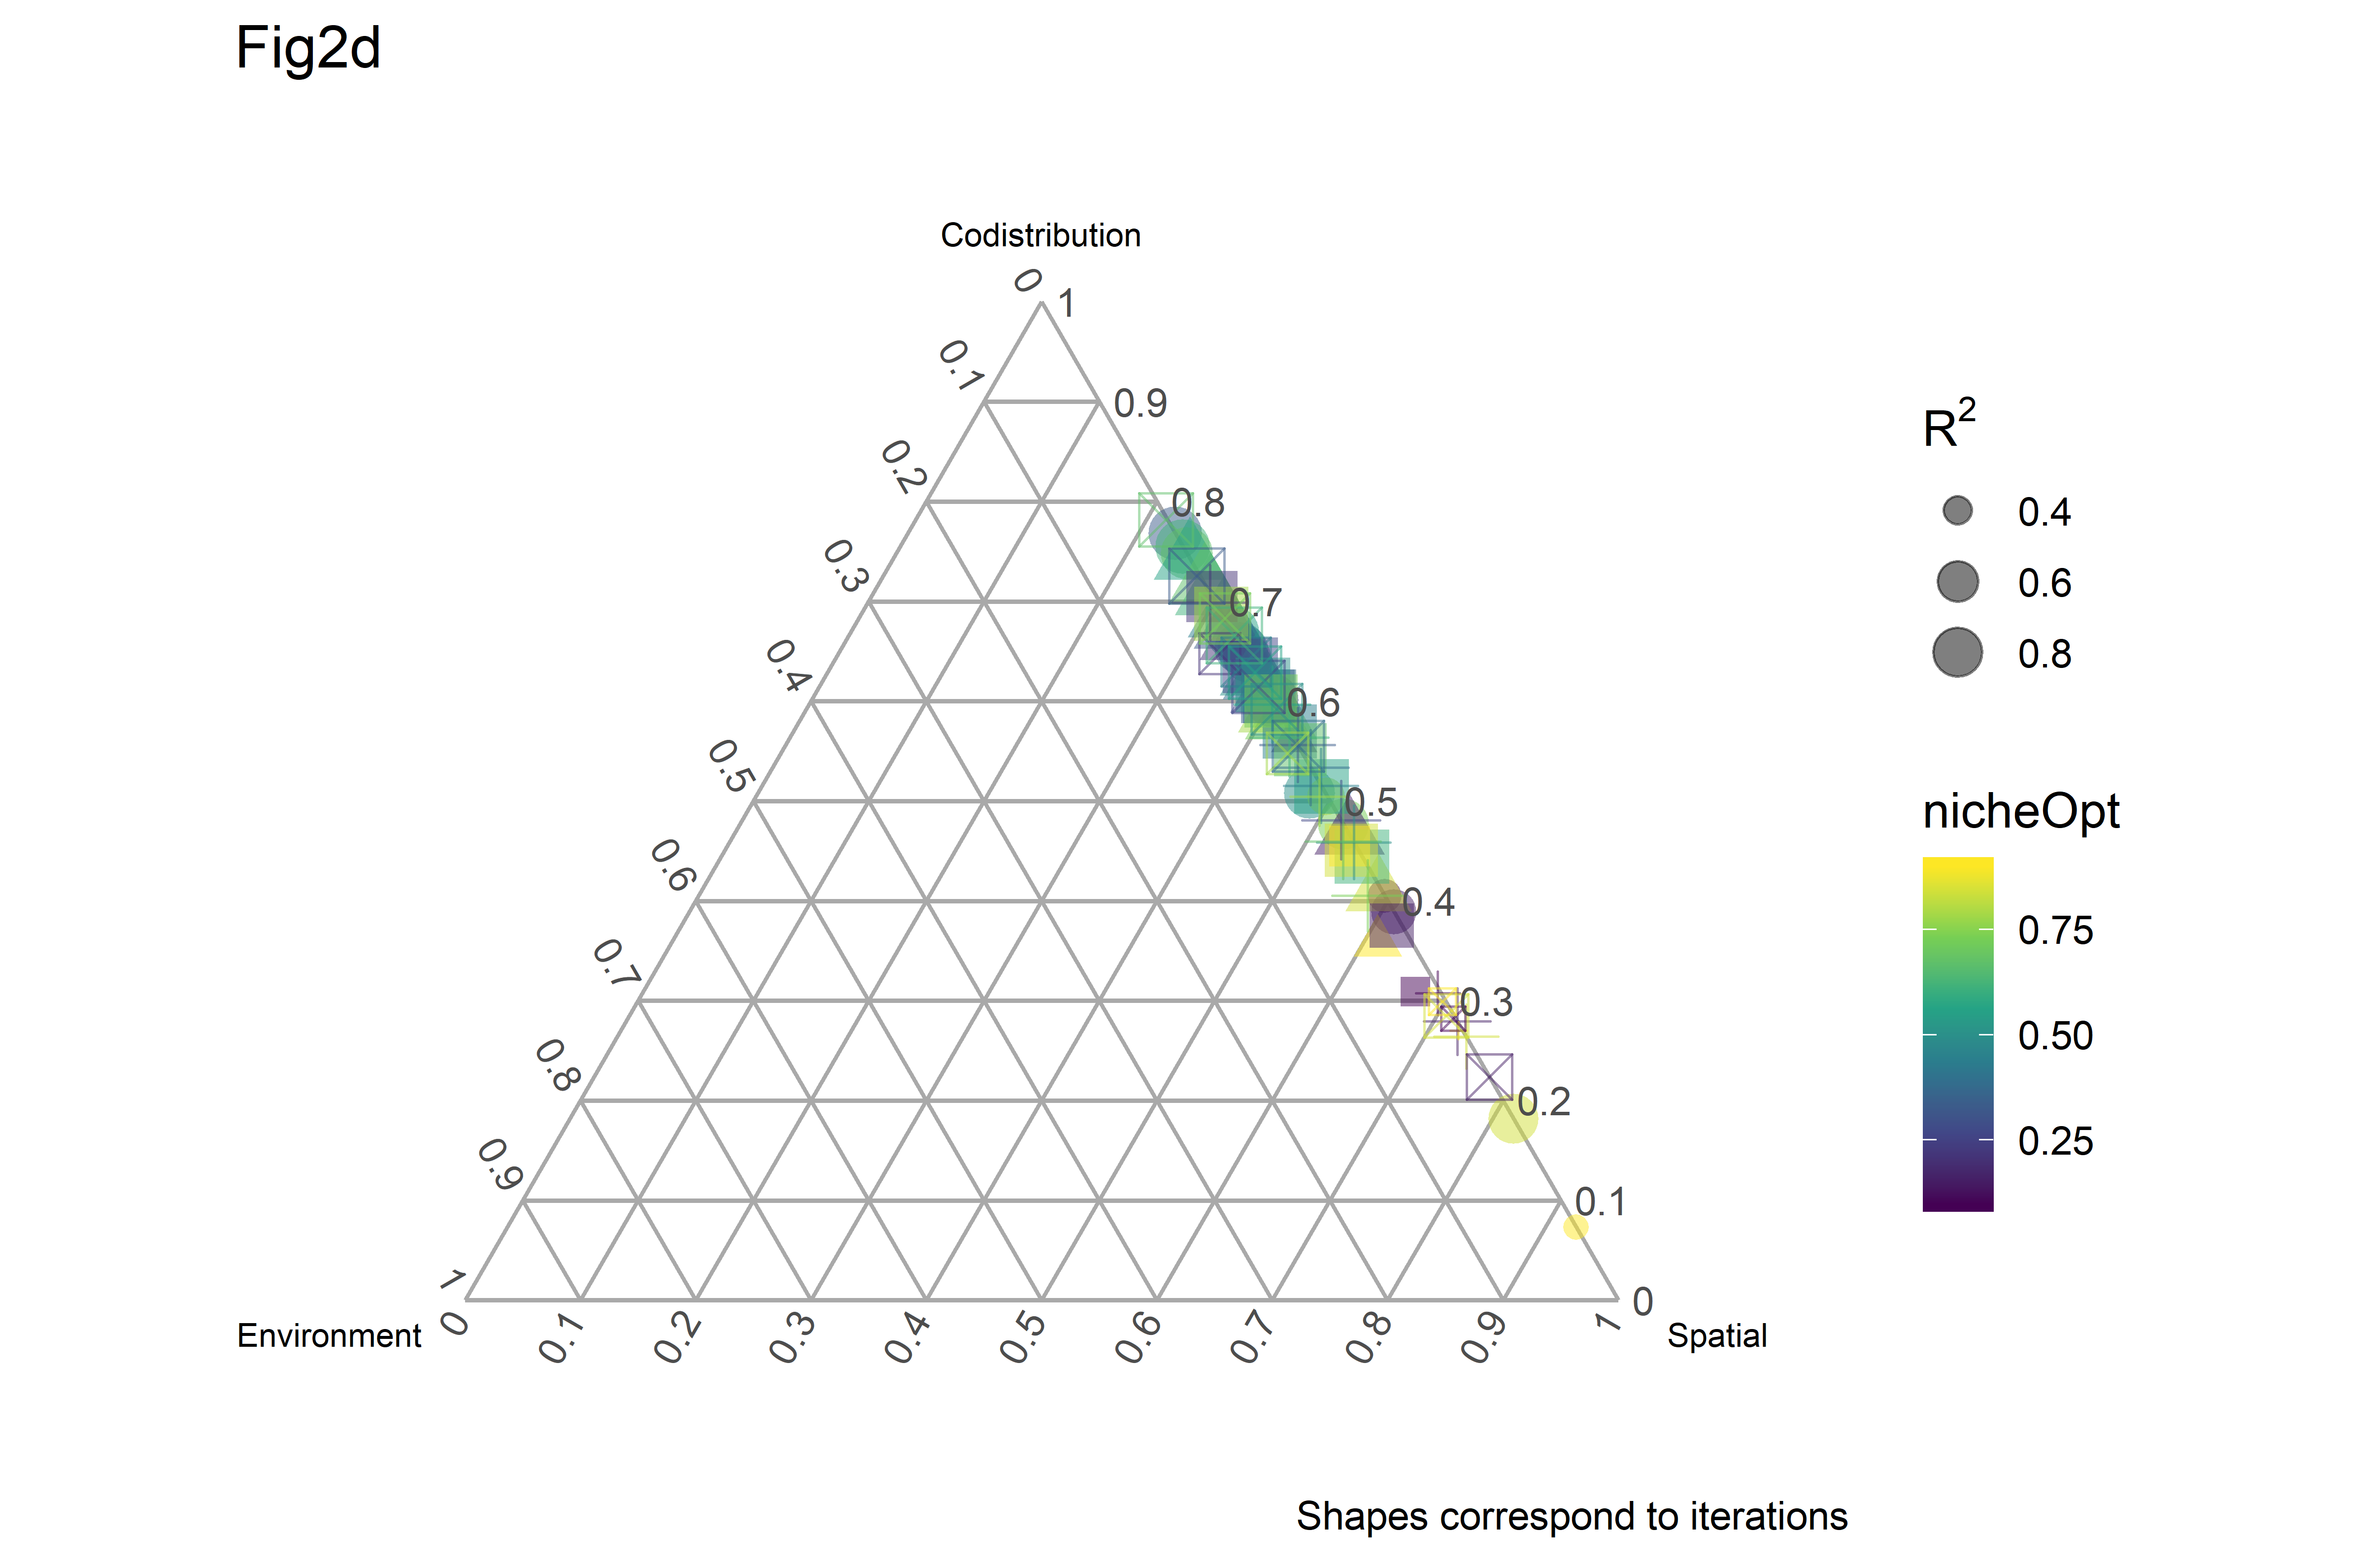 Fig2d
Codistribution
0 1
0.1 0.9
0.2 0.8
0.3 0.7
0.4 0.6
0.5 0.5
0.6 0.4
0.7 0.3
0.8 0.2
0.9 0.1
1 0
Environment 0 0.1 0.2 0.3 0.4 0.5 0.6 0.7 0.8 0.9 1 Spatial
R²
0.4
0.6
0.8
nicheOpt
0.75
0.50
0.25
Shapes correspond to iterations